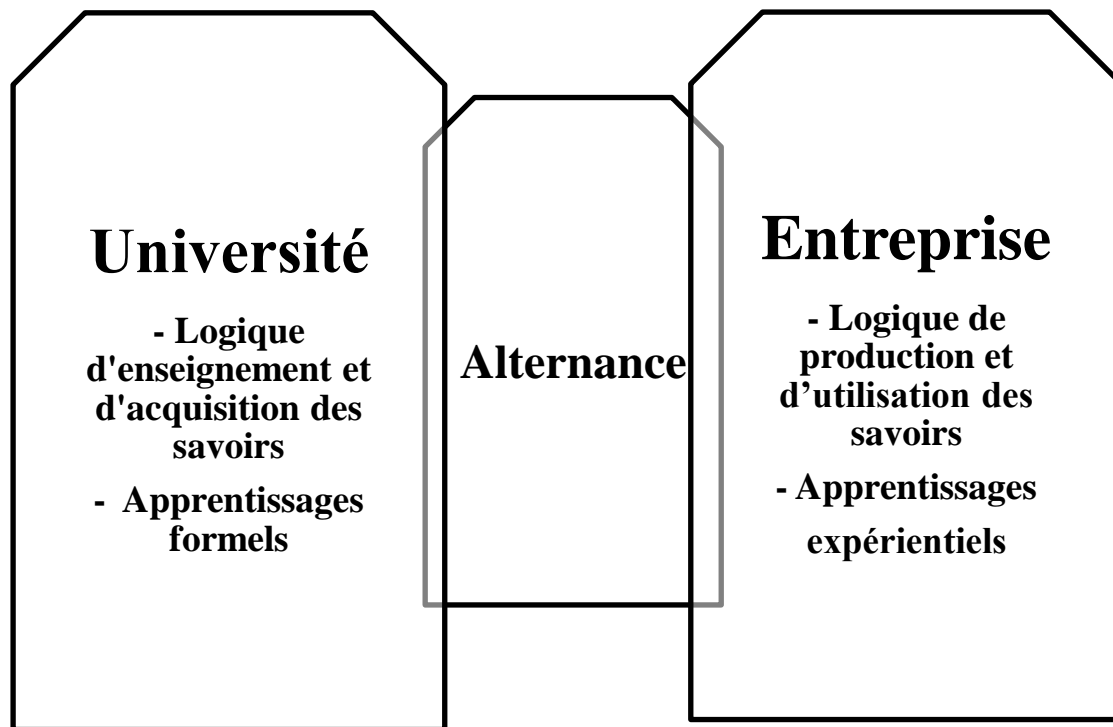 Université
- Logique
d'enseignement et
d'acquisition des
savoirs
- Apprentissages
formels
Alternance
Entreprise
- Logique de
production et
d’utilisation des
savoirs
- Apprentissages
expérientiels